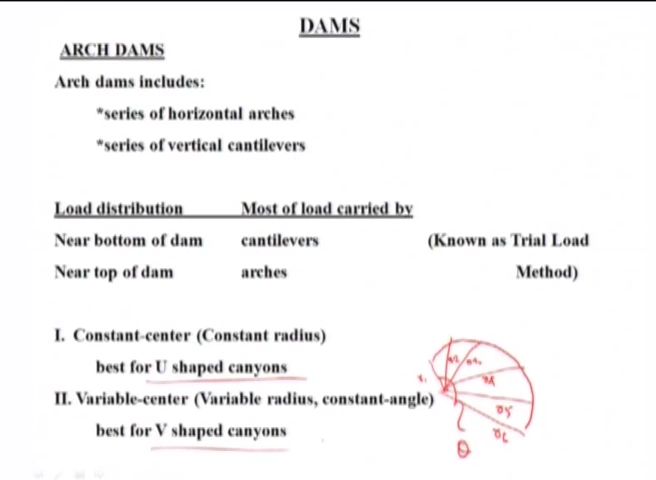 DAMS
ARCH DAMS
Arch dams includes:
*series of horizontal arches
*series of vertical cantilevers
Load distribution Most of load carried by
Near bottom of dam cantilevers (Known as Trial Load
Near top of dam arches Method)
I. Constant-center (Constant radius)
best for U shaped canyons
II. Variable-center (Variable radius, constant-angle)
best for V shaped canyons
θ